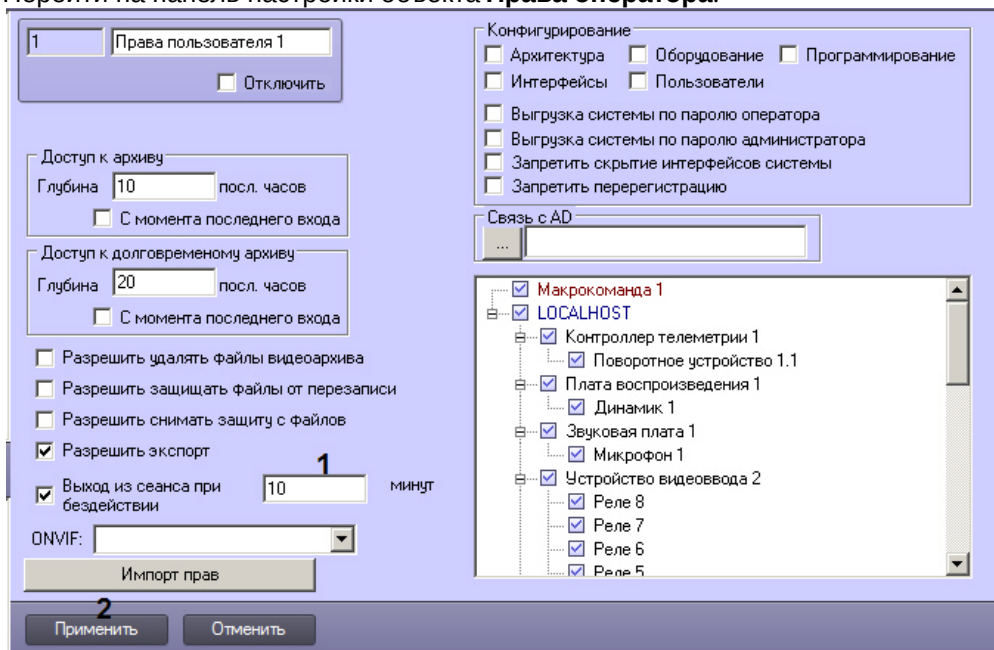 Перейти на панель настройки объекта Права оператора.
1 Права пользователя 1
Отключить
Доступ к архиву
Глубина 10 посл. часов
С момента последнего входа
Доступ к долговременому архиву
Глубина 20 посл. часов
С момента последнего входа
Разрешить удалять файлы видеоархива
Разрешить защищать файлы от перезаписи
Разрешить снимать защиту с файлов
Разрешить экспорт
1
Выход из сеанса при
бездействии
10 минут
ONVIF:
Импорт прав
2
Применить Отменить
Конфигурирование
Архитектура Оборудование Программирование
Интерфейсы Пользователи
Выгрузка системы по паролю оператора
Выгрузка системы по паролю администратора
Запретить скрытие интерфейсов системы
Запретить перерегистрацию
Связь с AD
...
Макрокоманда 1
LOCALHOST
Контроллер телеметрии 1
Поворотное устройство 1.1
Плата воспроизведения 1
Динамик 1
Звуковая плата 1
Микрофон 1
Устройство видеоввода 2
Реле 8
Реле 7
Реле 6
Реле 5